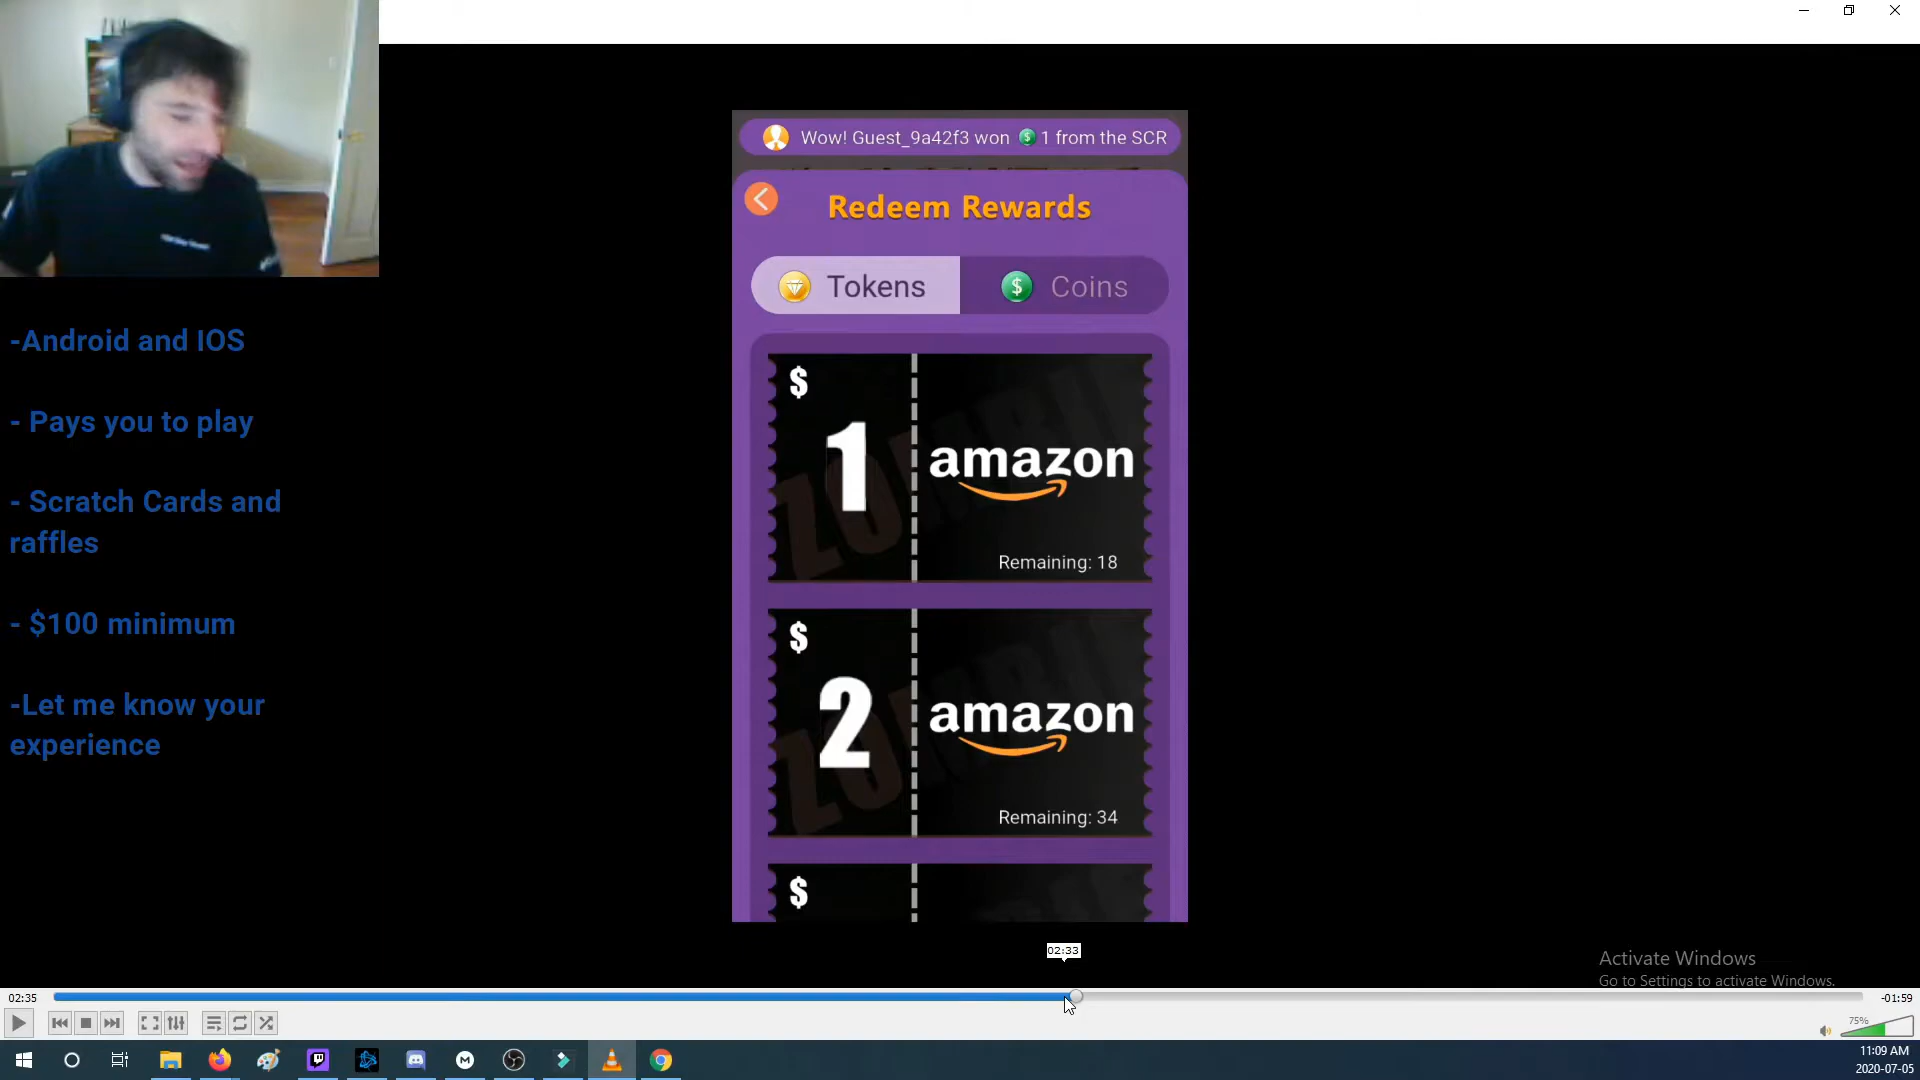 Wow! Guest_9a42f3 won $ 1 from the SCR
Redeem Rewards
Tokens
$ Coins
$
1
amazon
Remaining: 18
$
2
amazon
Remaining: 34
$
-Android and IOS
- Pays you to play
- Scratch Cards and
raffles
- $100 minimum
-Let me know your
experience
02:33
Activate Windows
Go to Settings to activate Windows.
02:35
-01:59
75%
11:09 AM
2020-07-05